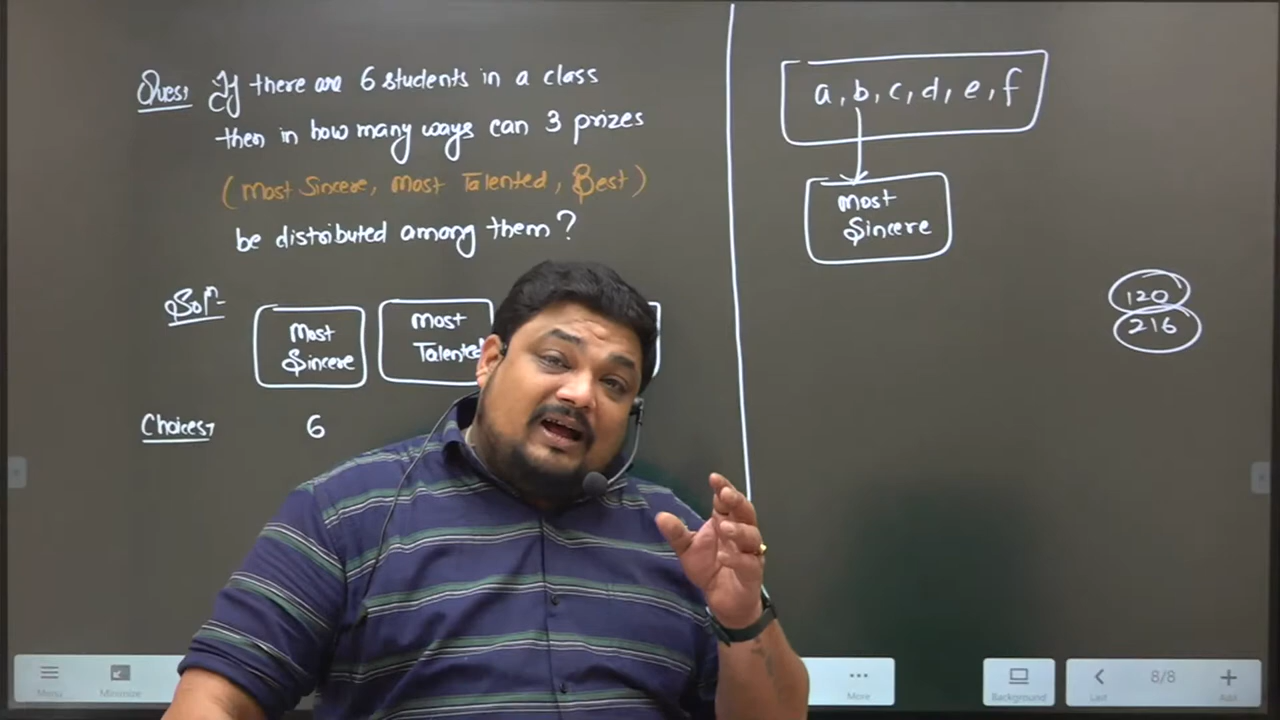 Ques: If there are 6 students in a class
then in how many ways can 3 prizes
(Most Sincere, Most Talented, Best)
be distributed among them?
Solⁿ-
Most
Sincere
Most
Talented
Choices→ 6
a, b, c, d, e, f
Most
Sincere
120
216
Menu
Minimize
More
Background
Last
8/8
Add